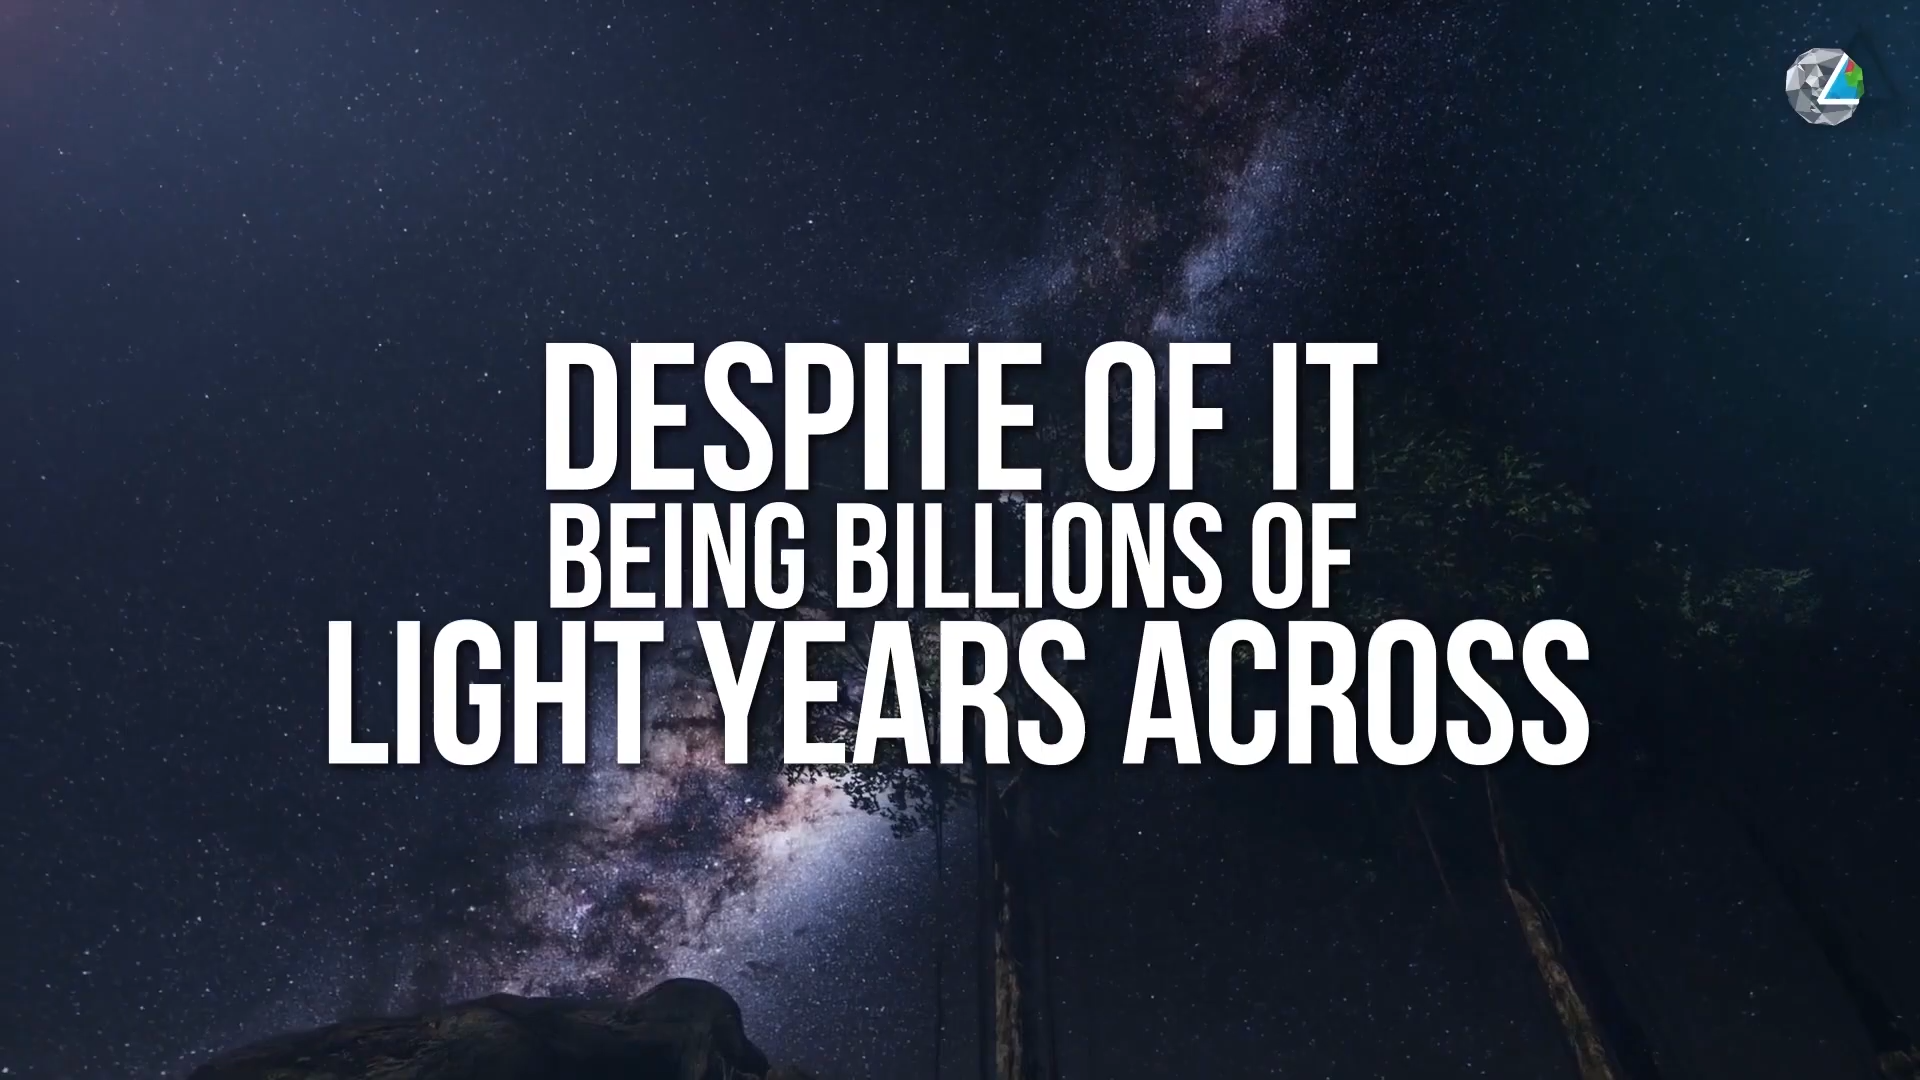 DESPITE OF IT
BEING BILLIONS OF
LIGHT YEARS ACROSS